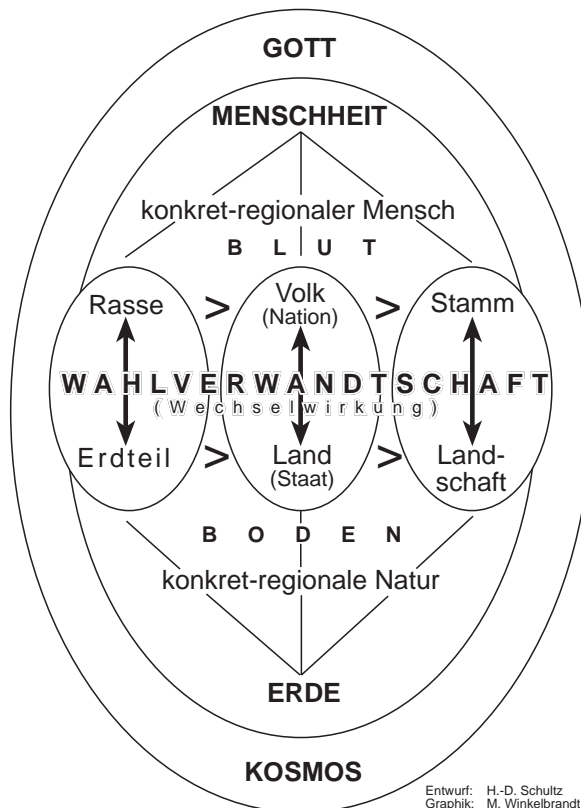 GOTT
MENSCHHEIT
konkret-regionaler Mensch
B L U T
Rasse > Volk > Stamm
(Nation)
WAHLVERWANDTSCHAFT
(Wechselwirkung)
Erdteil > Land > Land-
(Staat) schaft
B O D E N
konkret-regionale Natur
ERDE
KOSMOS
Entwurf: H.-D. Schultz
Graphik: M. Winkelbrandt